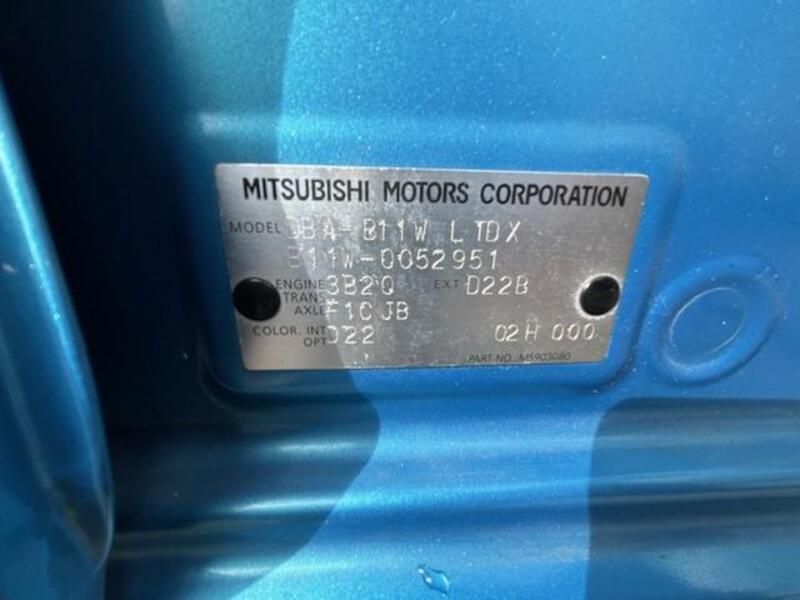 MITSUBISHI MOTORS CORPORATION
MODEL DBA-B11W LTDX
B11W-0052951
ENGINE 3B20 EXT D22B
TRANS
AXLE F1CJB
COLOR. INT D22 02H 000
OPT
PART NO. MS903080